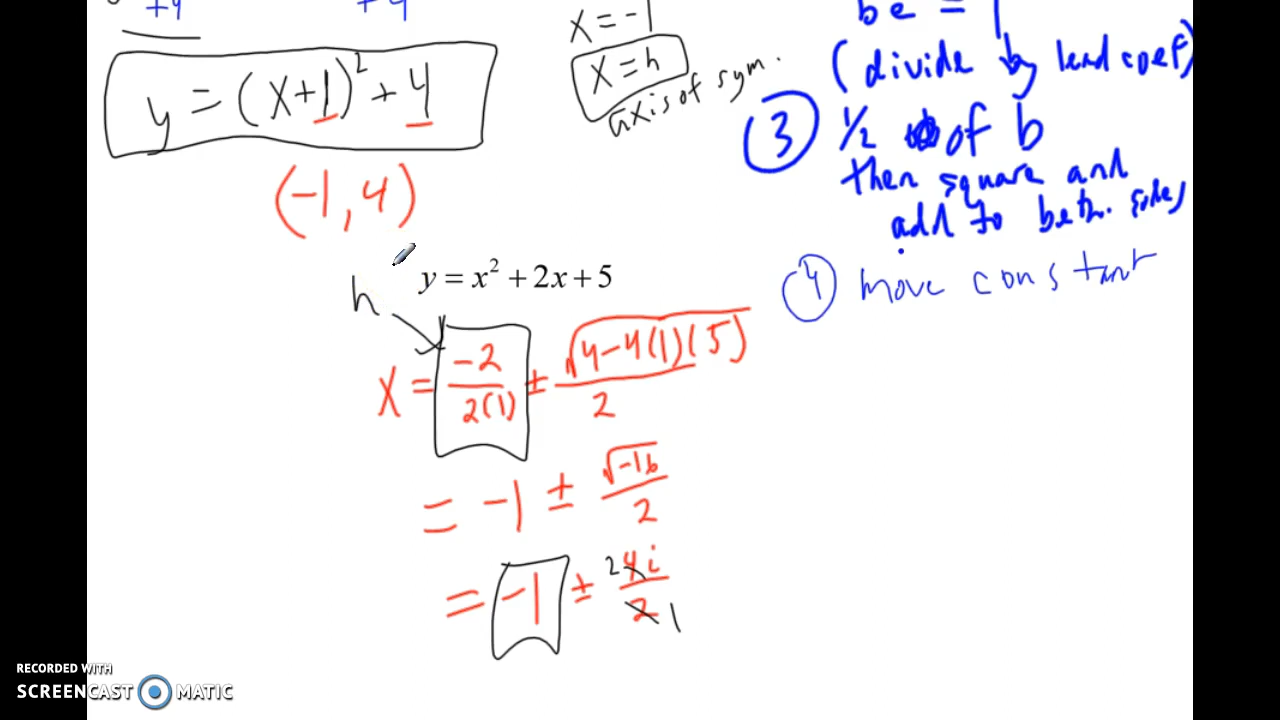 +4 +4
y = (x+1)² + 4
(-1, 4)
x = -1
x = h
axis of sym.
be = 1
(divide by lead coef)
③ 1/2 of b
then square and
add to both sides
④ move constant
h
y = x² + 2x + 5
x = -2/2(1) ± √4-4(1)(5)/2
= -1 ± √-16/2
= -1 ± 4i/2
2 1
RECORDED WITH
SCREENCAST MATIC